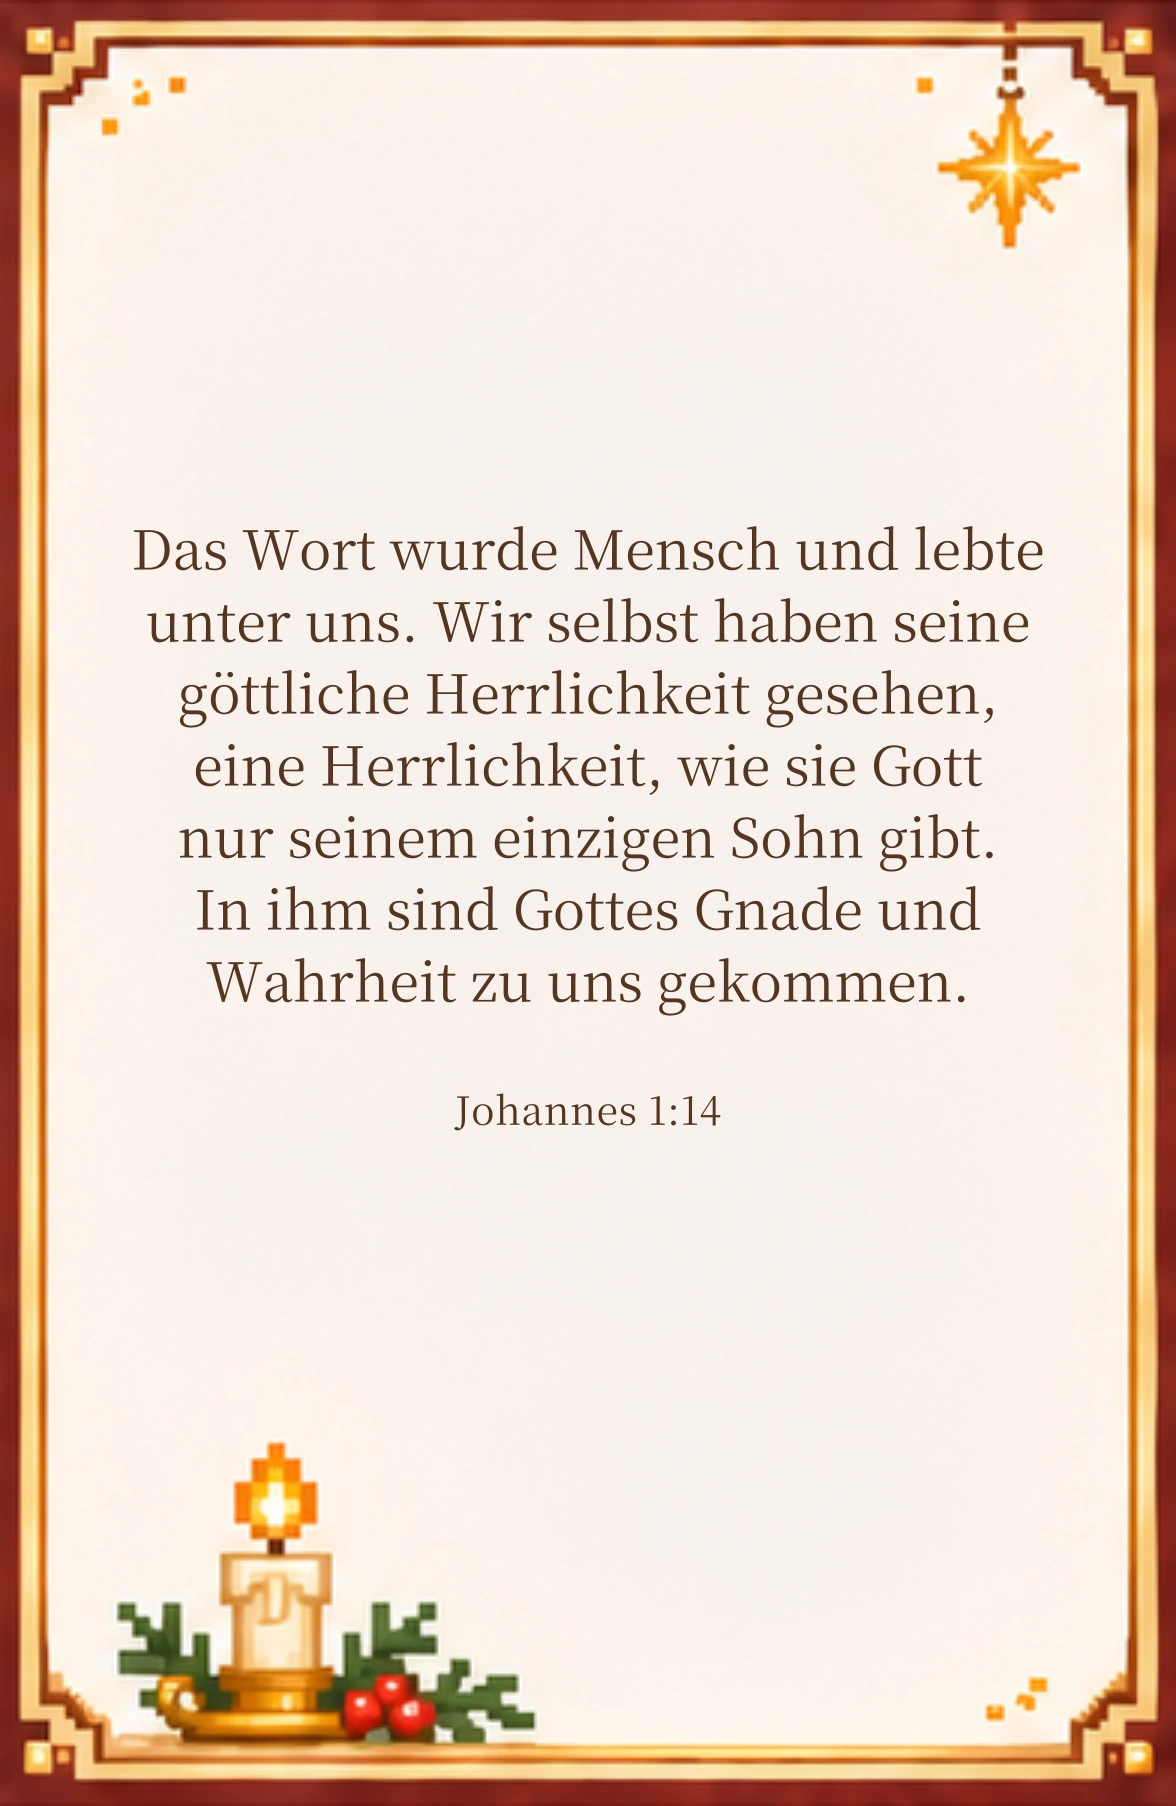 Das Wort wurde Mensch und lebte
unter uns. Wir selbst haben seine
göttliche Herrlichkeit gesehen,
eine Herrlichkeit, wie sie Gott
nur seinem einzigen Sohn gibt.
In ihm sind Gottes Gnade und
Wahrheit zu uns gekommen.
Johannes 1:14